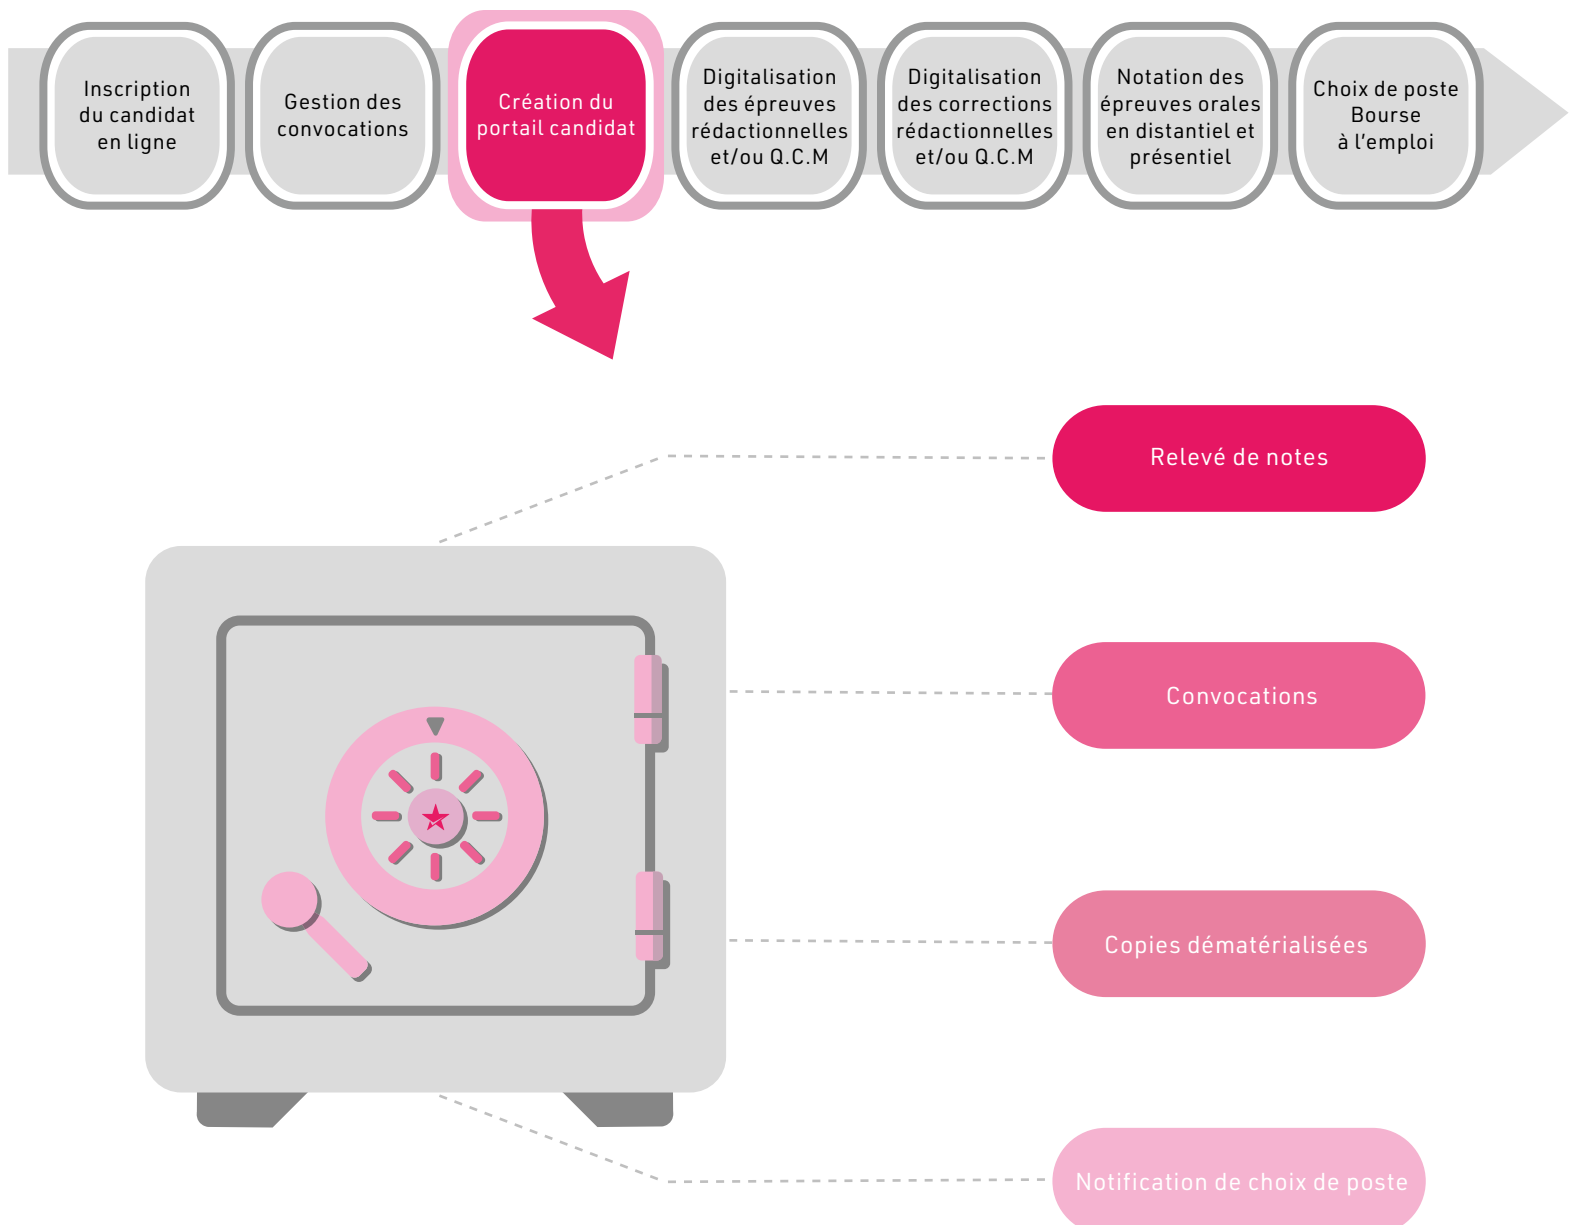 Inscription
du candidat
en ligne
Gestion des
convocations
Création du
portail candidat
Digitalisation
des épreuves
rédactionnelles
et/ou Q.C.M
Digitalisation
des corrections
rédactionnelles
et/ou Q.C.M
Notation des
épreuves orales
en distantiel et
présentiel
Choix de poste
Bourse
à l’emploi
Relevé de notes
Convocations
Copies dématérialisées
Notification de choix de poste